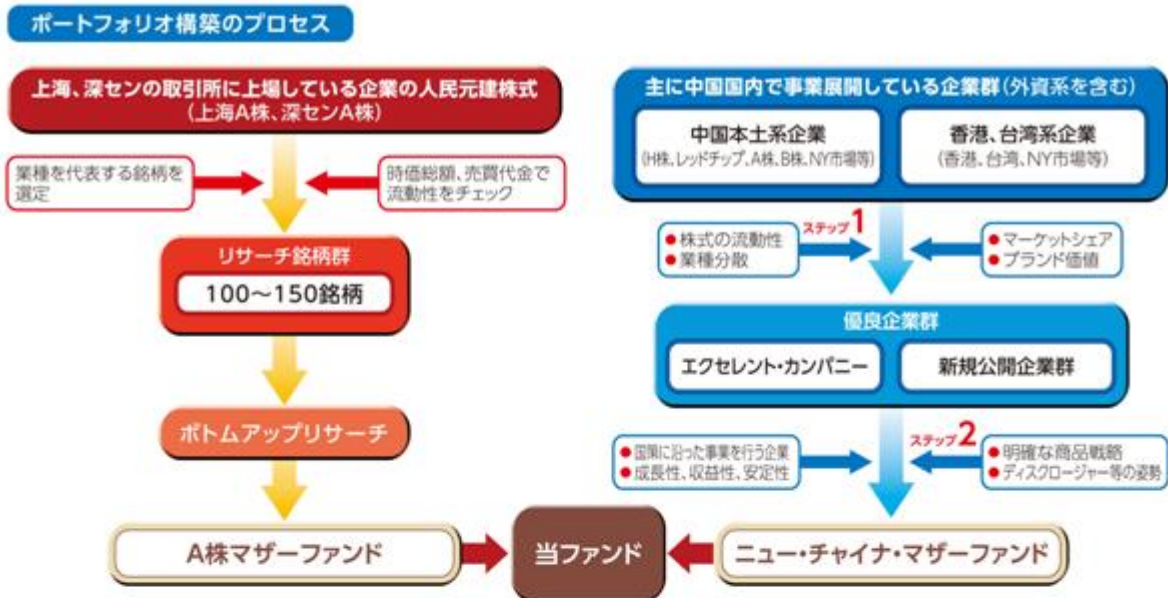 ポートフォリオ構築のプロセス
上海、深センの取引所に上場している企業の人民元建株式
(上海A株、深センA株)
業種を代表する銘柄を
選定
時価総額、売買代金で
流動性をチェック
リサーチ銘柄群
100〜150銘柄
ボトムアップリサーチ
A株マザーファンド
主に中国国内で事業展開している企業群(外資系を含む)
中国本土系企業
(H株、レッドチップ、A株、B株、NY市場等)
香港、台湾系企業
(香港、台湾、NY市場等)
ステップ1
●株式の流動性
●業種分散
●マーケットシェア
●ブランド価値
優良企業群
エクセレント・カンパニー
新規公開企業群
ステップ2
●国策に沿った事業を行う企業
●成長性、収益性、安定性
●明確な商品戦略
●ディスクロージャー等の姿勢
ニュー・チャイナ・マザーファンド
当ファンド